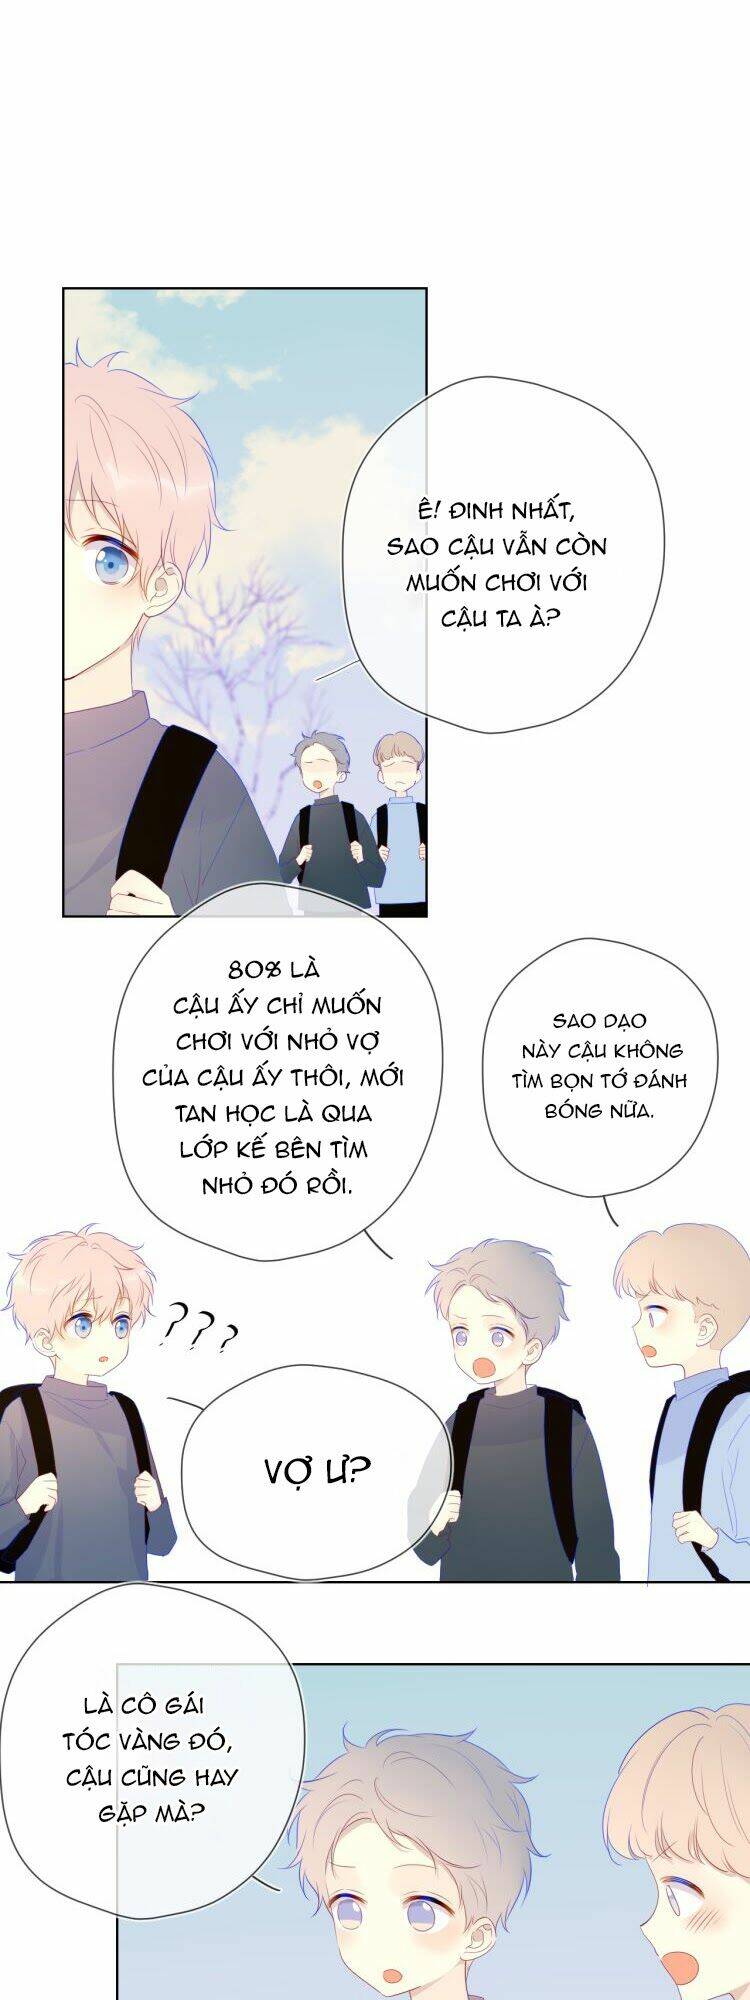 Ê! ĐINH NHẤT,
SAO CẬU VẪN CÒN
MUỐN CHƠI VỚI
CẬU TA À?
80% LÀ
CẬU ẤY CHỈ MUỐN
CHƠI VỚI NHỎ VỢ
CỦA CẬU ẤY THÔI, MỚI
TAN HỌC LÀ QUA
LỚP KẾ BÊN TÌM
NHỎ ĐÓ RỒI.
SAO DẠO
NÀY CẬU KHÔNG
TÌM BỌN TỚ ĐÁNH
BÓNG NỮA.
???
VỢ Ư?
LÀ CÔ GÁI
TÓC VÀNG ĐÓ,
CẬU CŨNG HAY
GẶP MÀ?